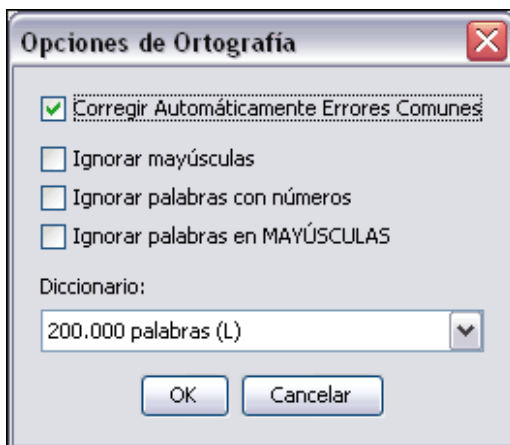 Opciones de Ortografía
Corregir Automáticamente Errores Comunes
Ignorar mayúsculas
Ignorar palabras con números
Ignorar palabras en MAYÚSCULAS
Diccionario:
200.000 palabras (L)
OK Cancelar